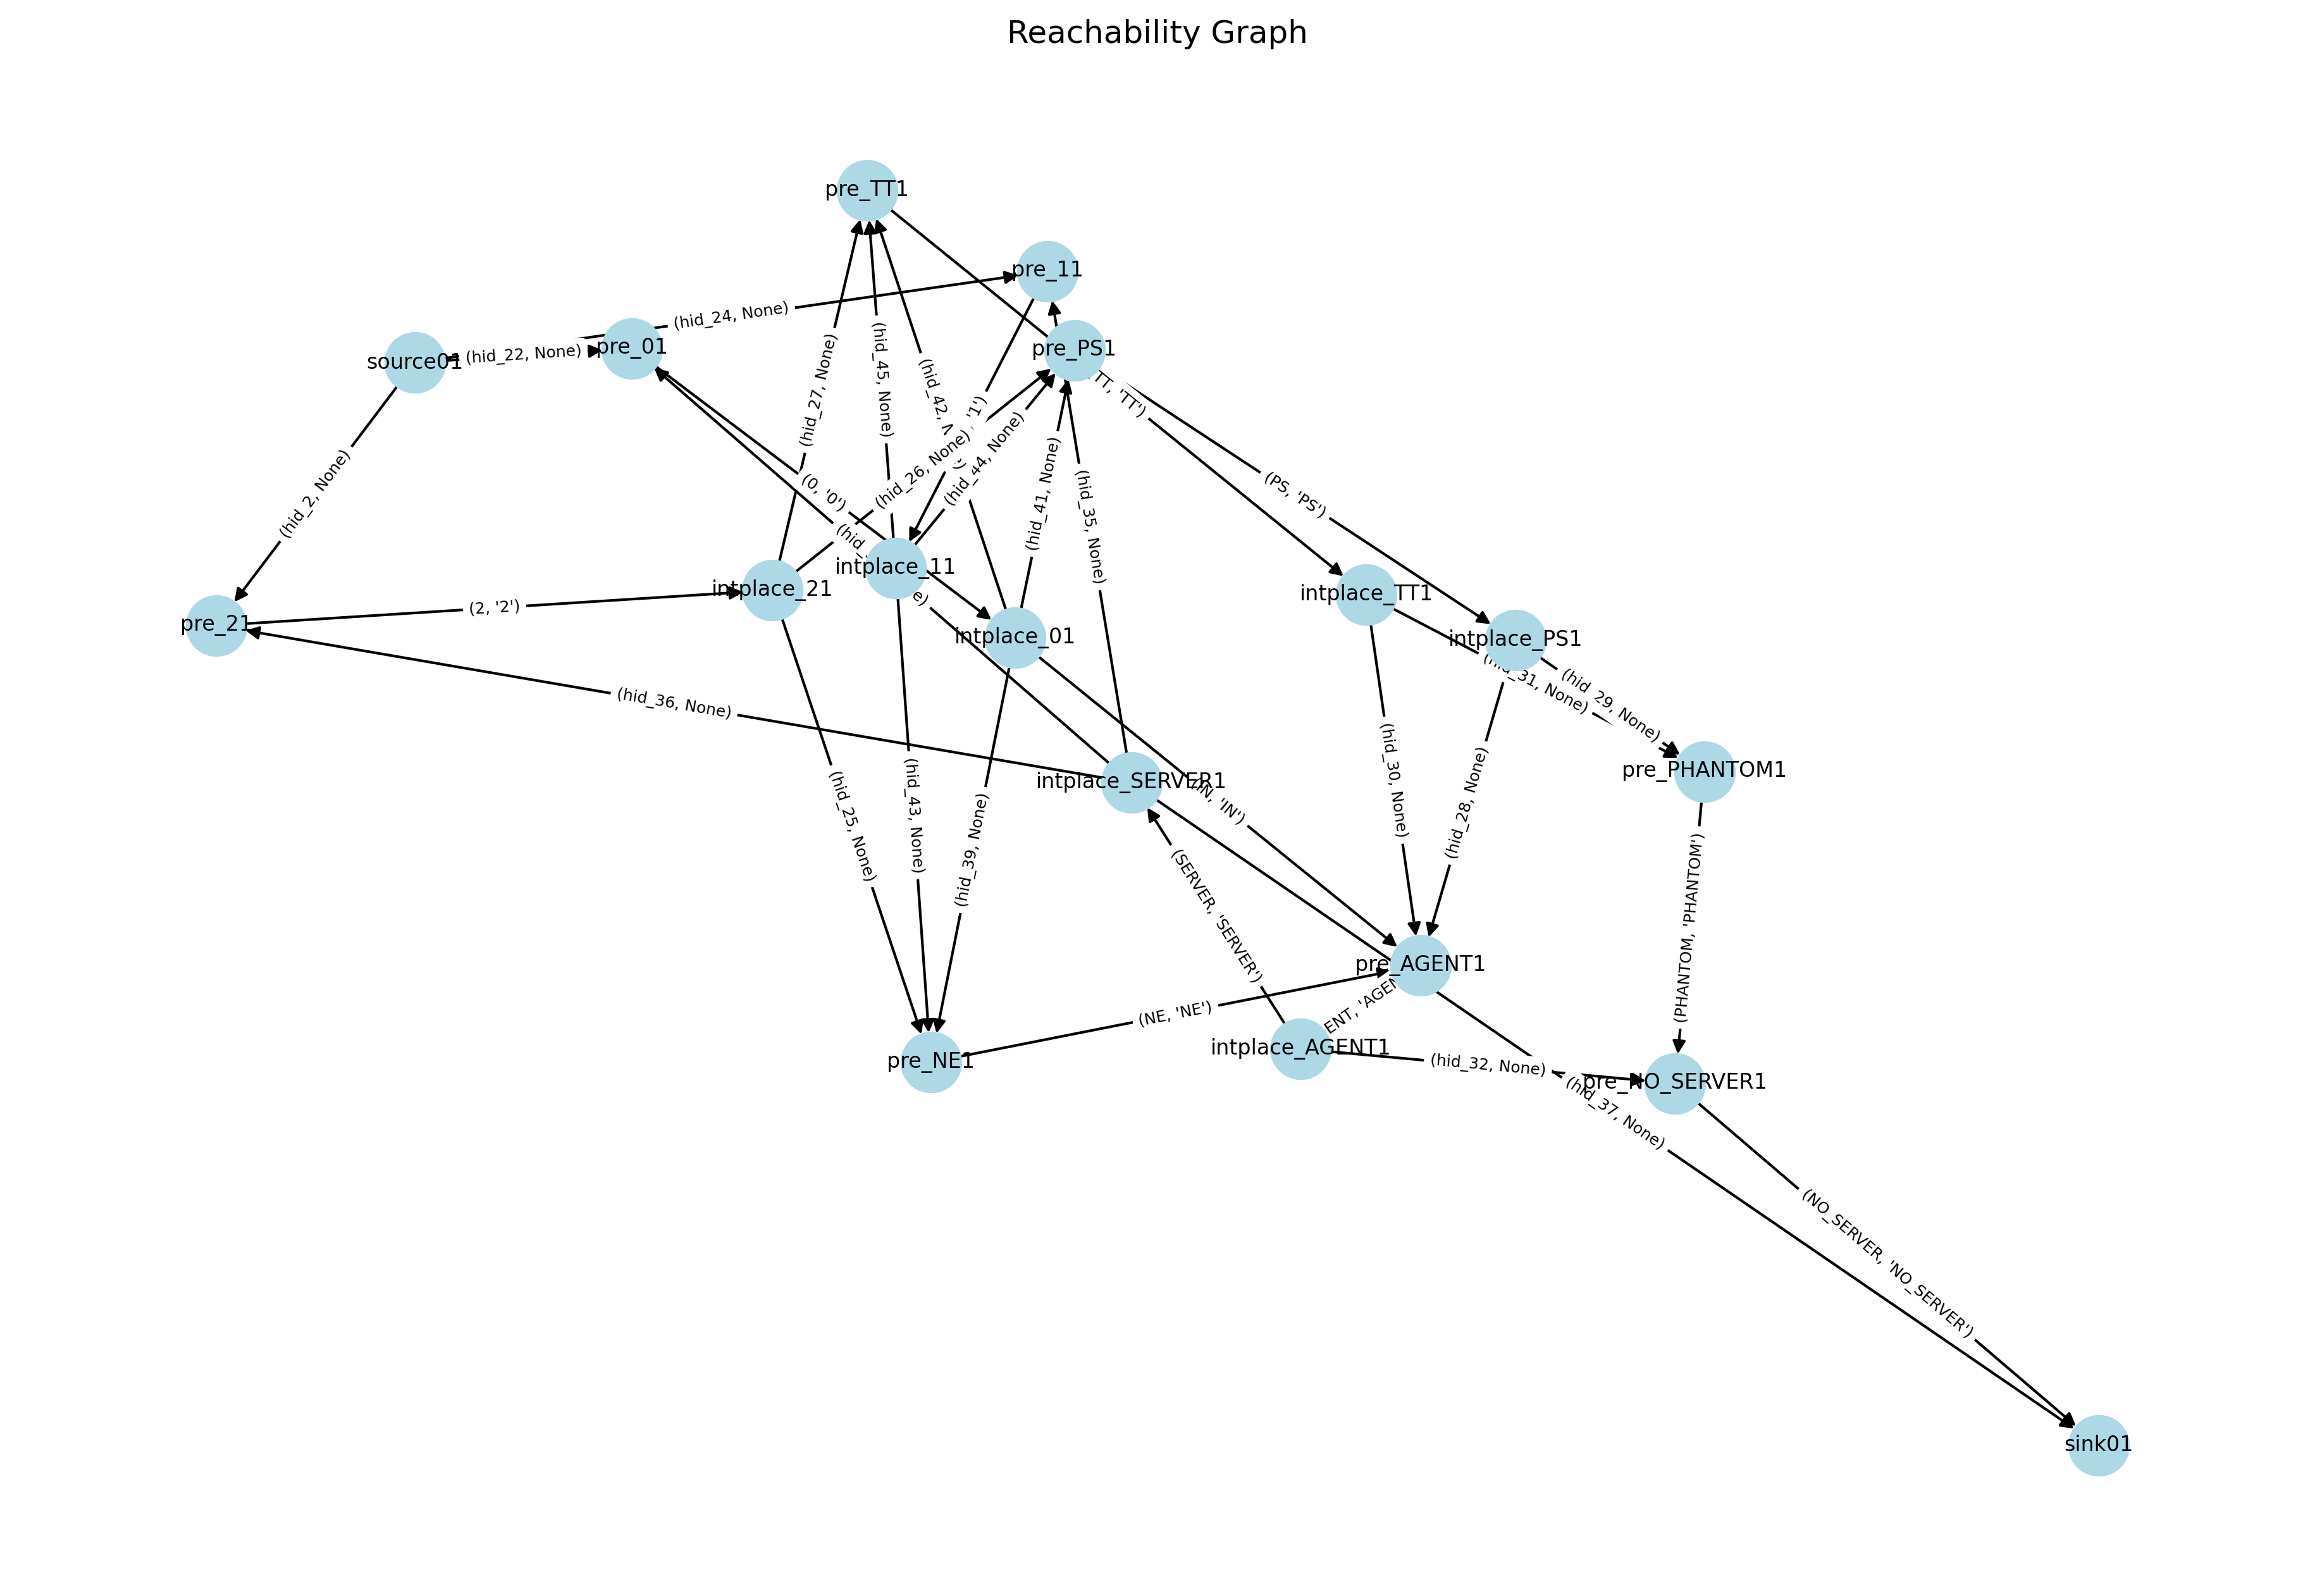 Reachability Graph
pre_TT1
pre_11
(hid_24, None)
pre_01
pre_PS1
source01
(hid_22, None)
(hid_27, None)
(hid_45, None)
(hid_42,
TT, 'TT')
'1')
(hid_26, None)
(hid_44, None)
(hid_2, None)
(0, '0')
(hid_41, None)
(hid_35, None)
(PS, 'PS')
intplace_11
intplace_21
intplace_TT1
(2, '2')
pre_21
intplace_01
intplace_PS1
(hid_31, None)
(hid_29, None)
(hid_36, None)
pre_PHANTOM1
intplace_SERVER1
(IN, 'IN')
(hid_30, None)
(hid_28, None)
(hid_25, None)
(hid_43, None)
(hid_39, None)
(SERVER, 'SERVER')
(PHANTOM, 'PHANTOM')
pre_AGENT1
(NE, 'NE')
ENT, 'AGEN
pre_NE1
intplace_AGENT1
(hid_32, None)
pre_NO_SERVER1
(hid_37, None)
(NO_SERVER, 'NO_SERVER')
sink01